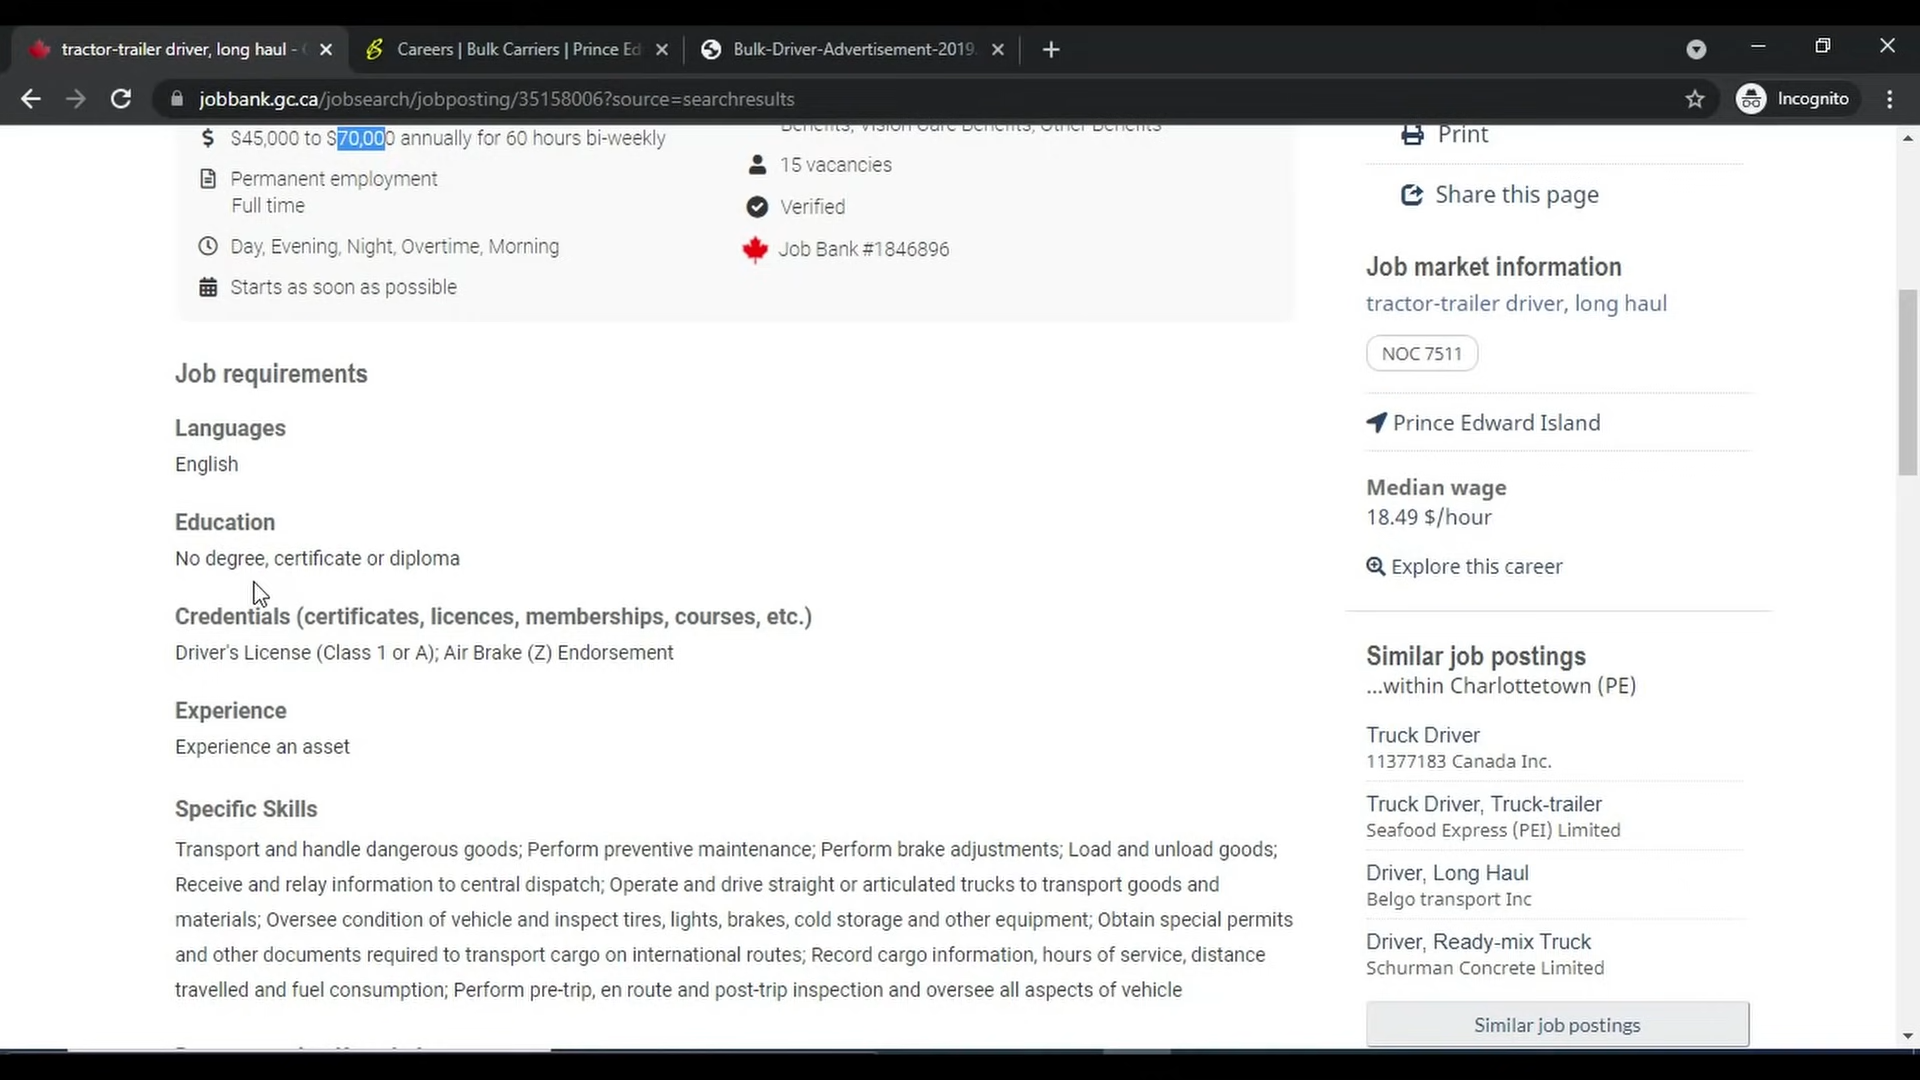 tractor-trailer driver, long haul -
Careers | Bulk Carriers | Prince Ed
Bulk-Driver-Advertisement-2019
jobbank.gc.ca/jobsearch/jobposting/35158006?source=searchresults
Incognito
$45,000 to $70,000 annually for 60 hours bi-weekly
Permanent employment
Full time
Day, Evening, Night, Overtime, Morning
Starts as soon as possible
Benefits, Vision Care Benefits, Other Benefits
15 vacancies
Verified
Job Bank #1846896
Job requirements
Languages
English
Education
No degree, certificate or diploma
Credentials (certificates, licences, memberships, courses, etc.)
Driver's License (Class 1 or A); Air Brake (Z) Endorsement
Experience
Experience an asset
Specific Skills
Transport and handle dangerous goods; Perform preventive maintenance; Perform brake adjustments; Load and unload goods;
Receive and relay information to central dispatch; Operate and drive straight or articulated trucks to transport goods and
materials; Oversee condition of vehicle and inspect tires, lights, brakes, cold storage and other equipment; Obtain special permits
and other documents required to transport cargo on international routes; Record cargo information, hours of service, distance
travelled and fuel consumption; Perform pre-trip, en route and post-trip inspection and oversee all aspects of vehicle
Print
Share this page
Job market information
tractor-trailer driver, long haul
NOC 7511
Prince Edward Island
Median wage
18.49 $/hour
Explore this career
Similar job postings
...within Charlottetown (PE)
Truck Driver
11377183 Canada Inc.
Truck Driver, Truck-trailer
Seafood Express (PEI) Limited
Driver, Long Haul
Belgo transport Inc
Driver, Ready-mix Truck
Schurman Concrete Limited
Similar job postings